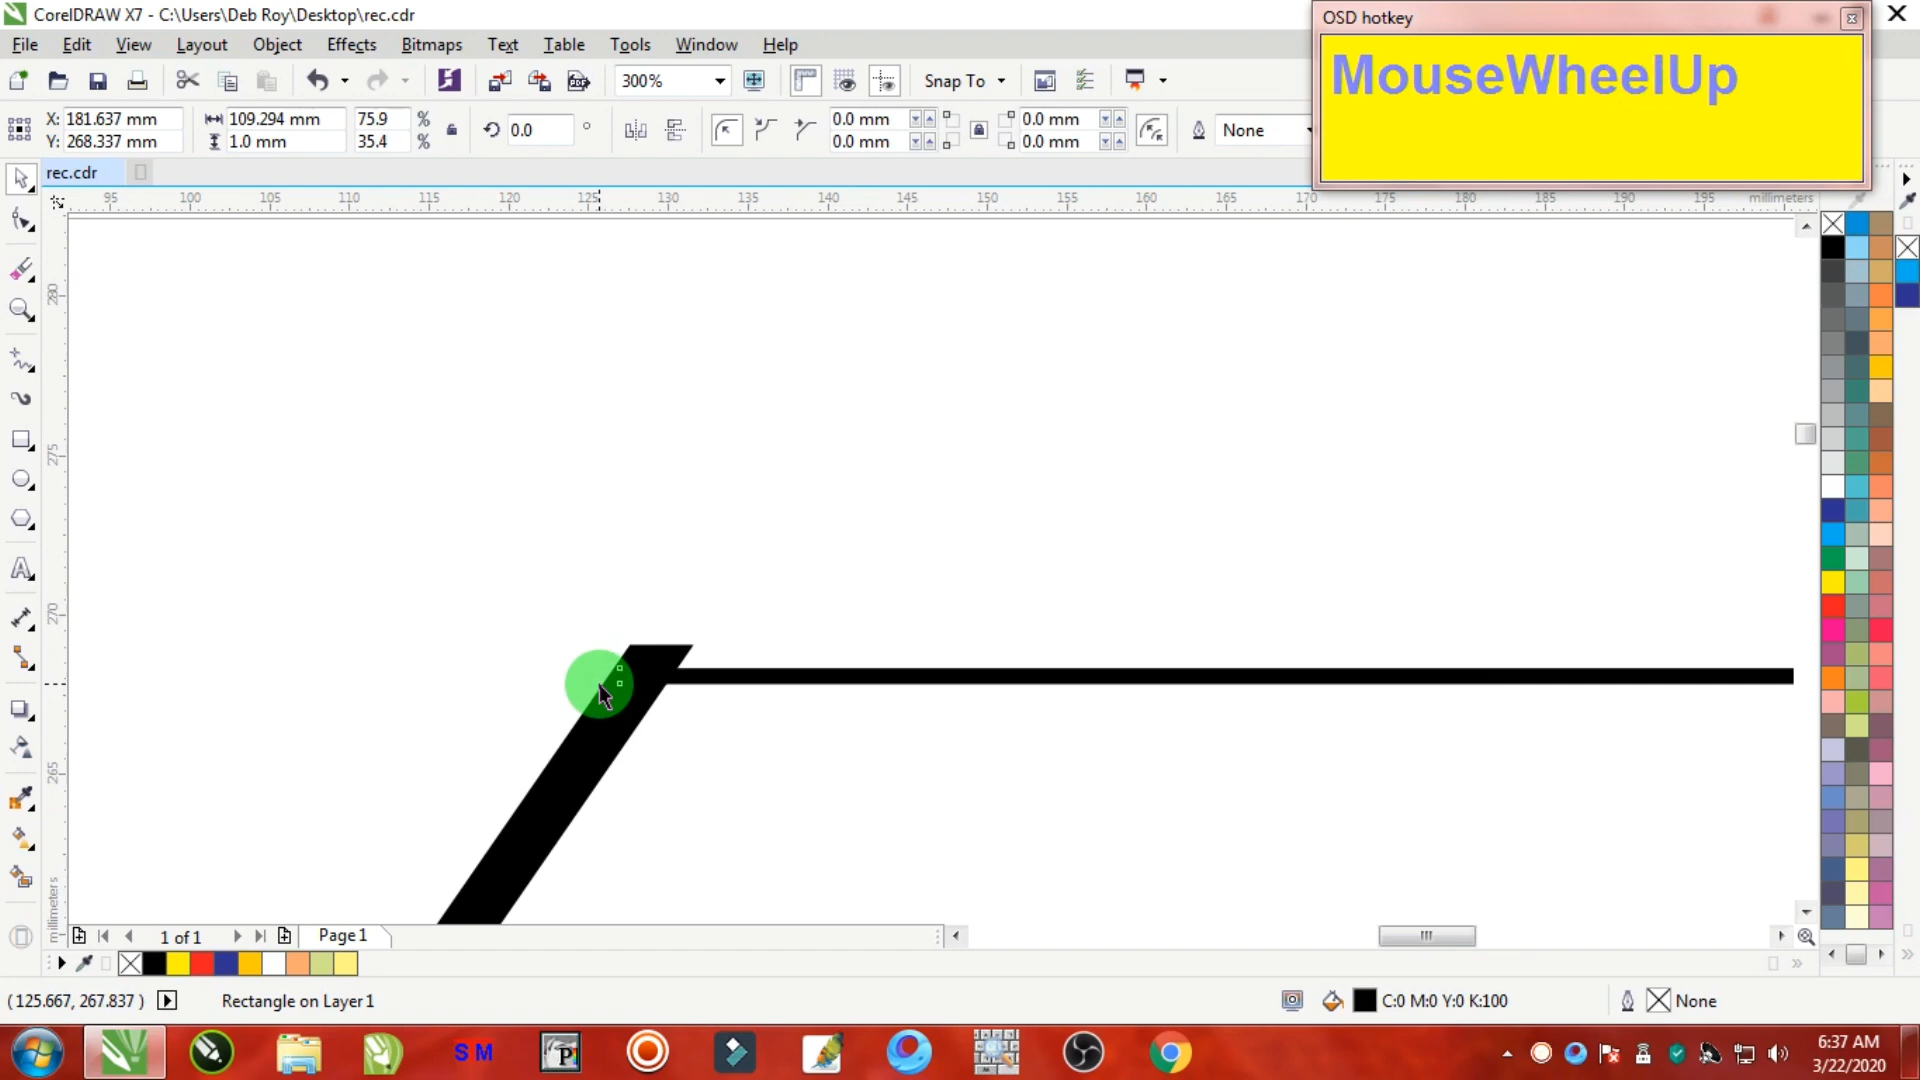 CorelDRAW X7 - C:\Users\Deb Roy\Desktop\rec.cdr
OSD hotkey
MouseWheelUp
File Edit View Layout Object Effects Bitmaps Text Table Tools Window Help
300% Snap To
X: 181.637 mm 109.294 mm 75.9 % 0.0 ° 0.0 mm 0.0 mm None
Y: 268.337 mm 1.0 mm 35.4 % 0.0 mm 0.0 mm
rec.cdr
95 100 105 110 115 120 125 130 135 140 145 150 155 160 165 170 175 180 185 190 195 millimeters
280
275
270
265
millimeters
1 of 1 Page 1
(125.667, 267.837 ) Rectangle on Layer 1 C:0 M:0 Y:0 K:100 None
S M
P
6:37 AM
3/22/2020